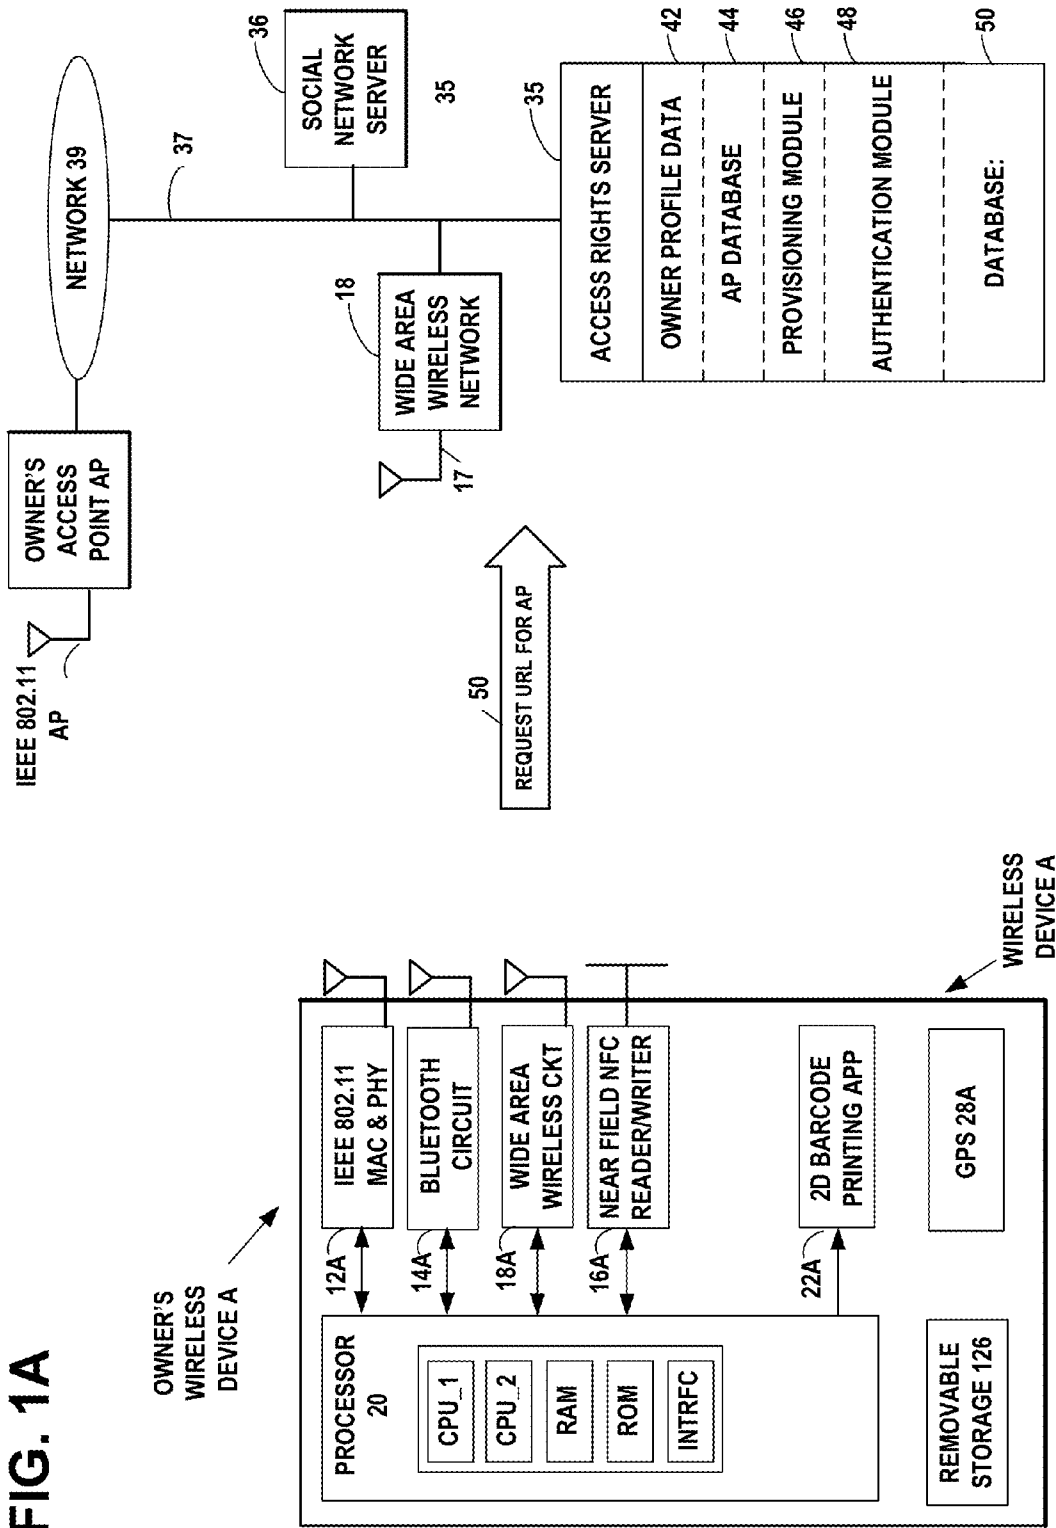 FIG. 1A
OWNER'S
WIRELESS
DEVICE A
PROCESSOR
20
CPU_1
CPU_2
RAM
ROM
INTRFC
REMOVABLE
STORAGE 126
12A
14A
18A
16A
22A
IEEE 802.11
MAC & PHY
BLUETOOTH
CIRCUIT
WIDE AREA
WIRELESS CKT
NEAR FIELD NFC
READER/WRITER
2D BARCODE
PRINTING APP
GPS 28A
WIRELESS
DEVICE A
50
REQUEST URL FOR AP
IEEE 802.11
AP
OWNER'S
ACCESS
POINT AP
NETWORK 39
37
17
18
WIDE AREA
WIRELESS
NETWORK
36
SOCIAL
NETWORK
SERVER
35
35
ACCESS RIGHTS SERVER
OWNER PROFILE DATA
42
AP DATABASE
44
PROVISIONING MODULE
46
AUTHENTICATION MODULE
48
DATABASE:
50